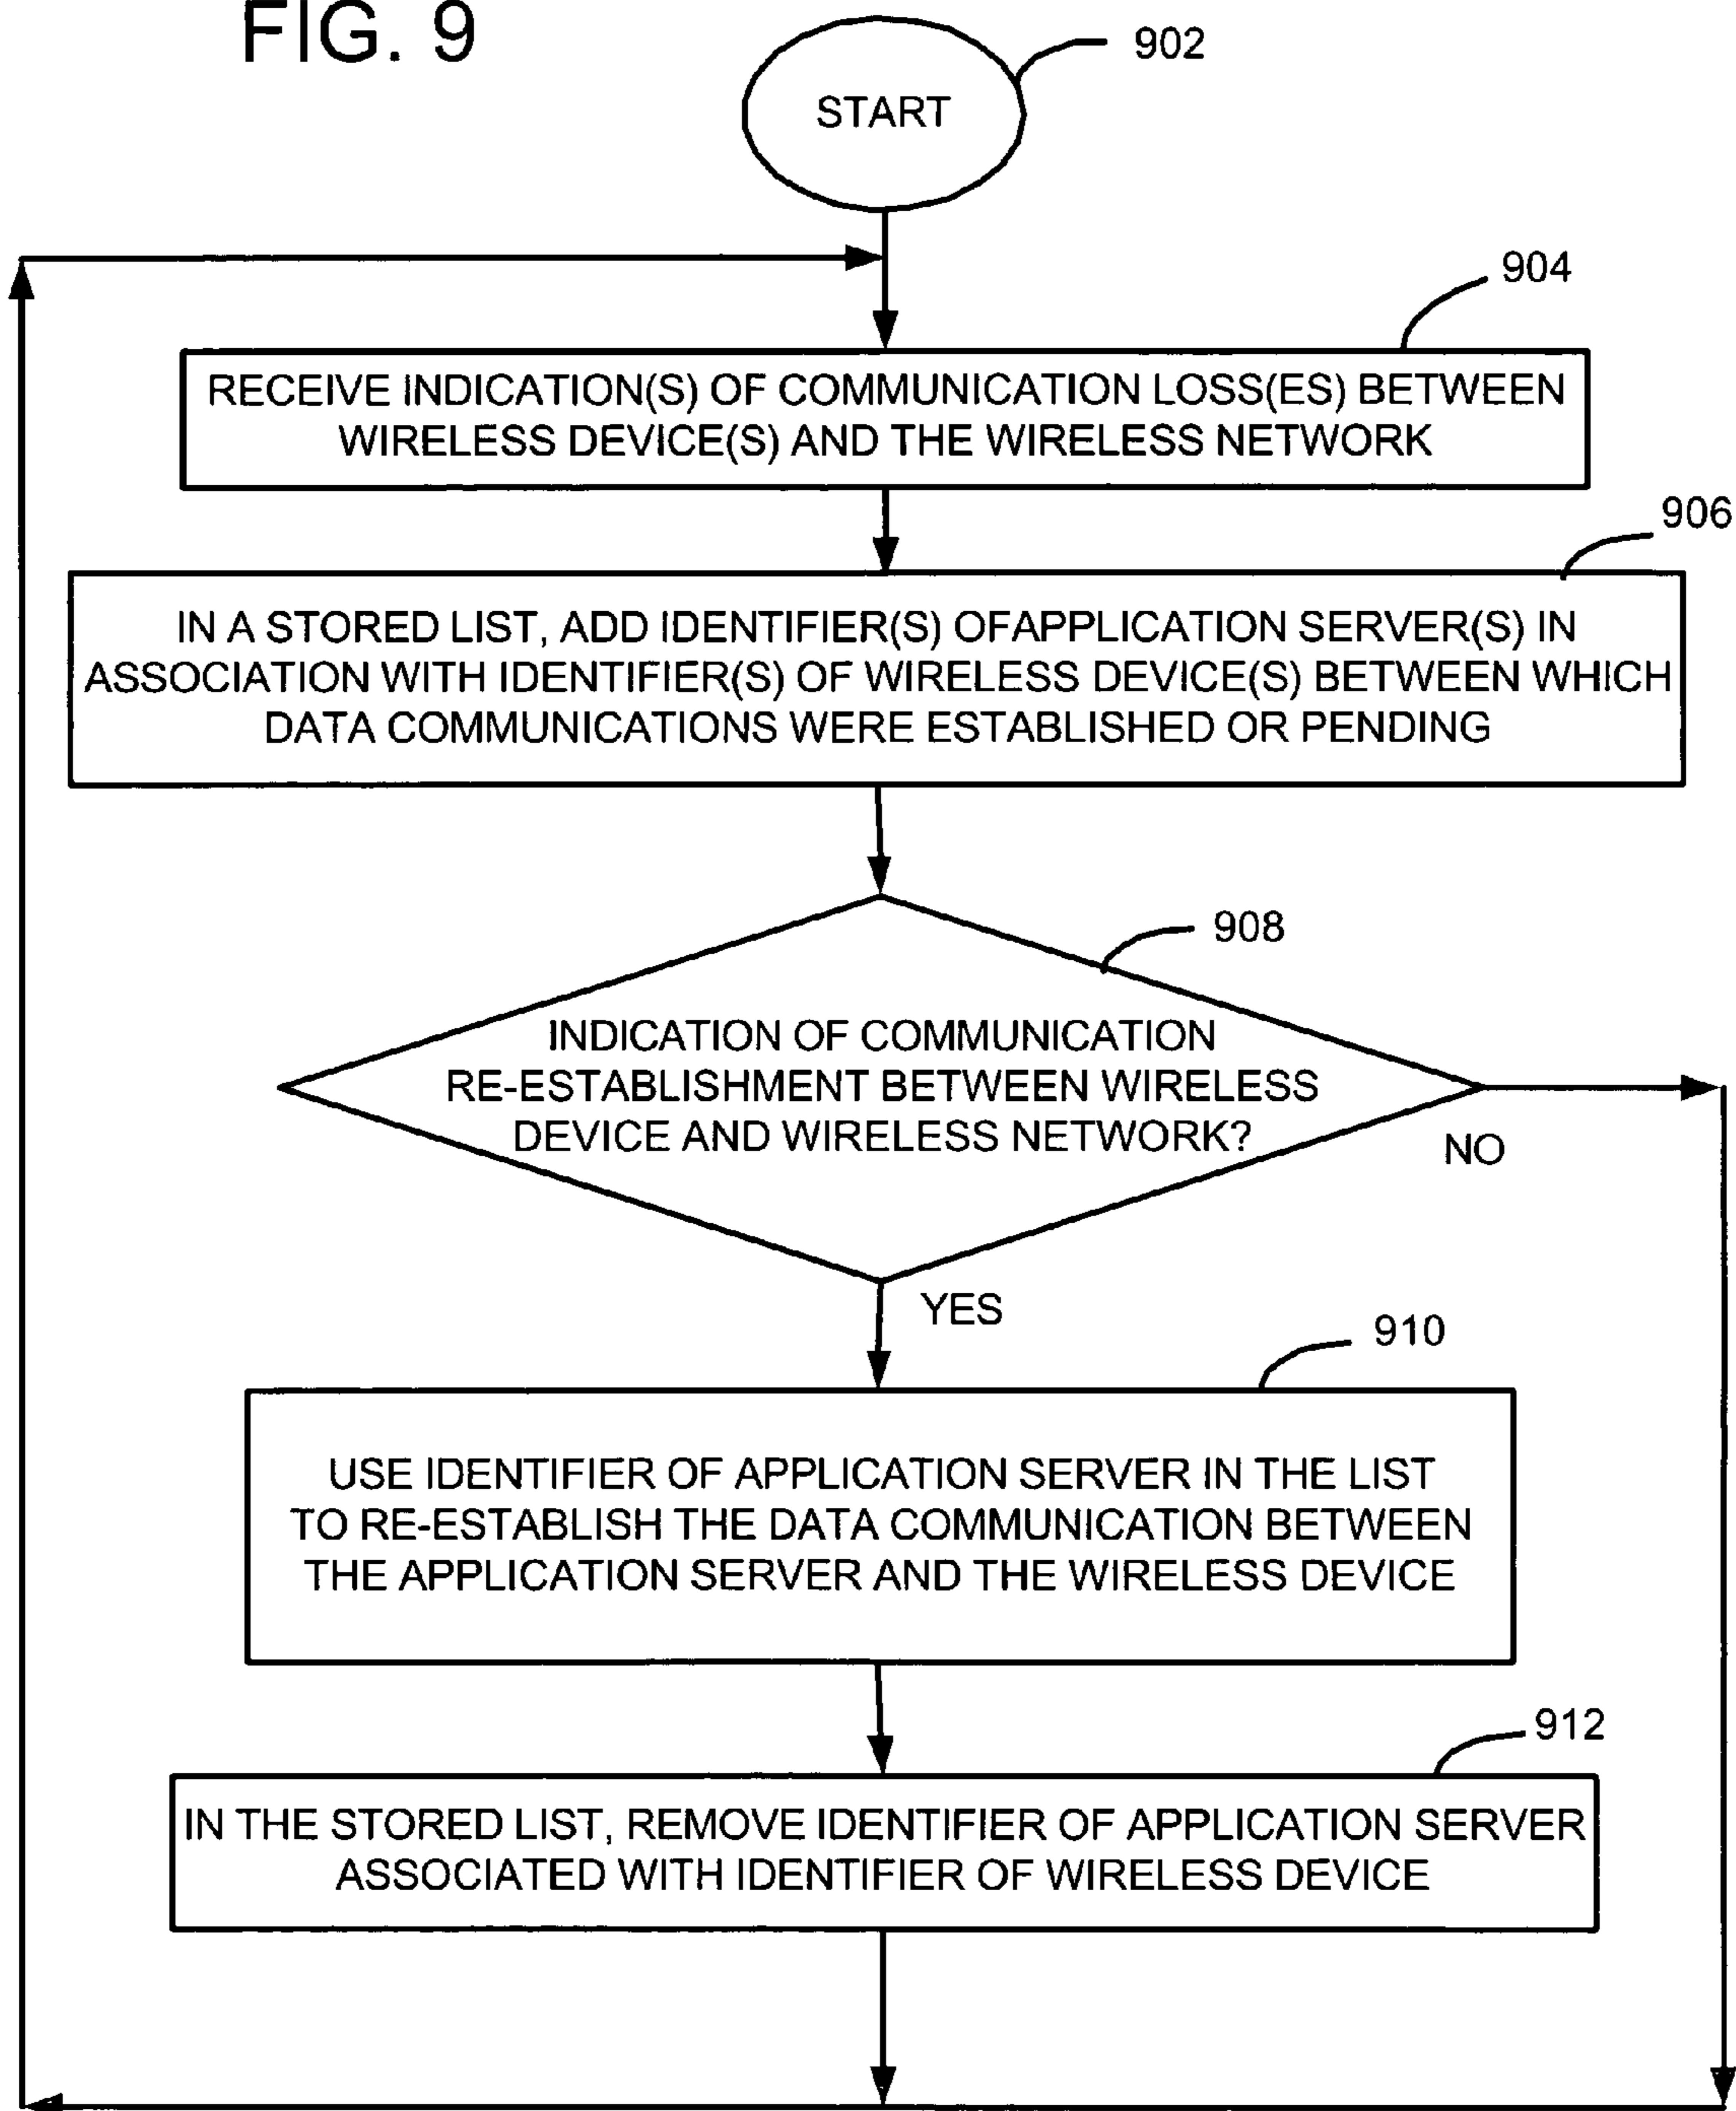 FIG. 9
902
START
904
RECEIVE INDICATION(S) OF COMMUNICATION LOSS(ES) BETWEEN
WIRELESS DEVICE(S) AND THE WIRELESS NETWORK
906
IN A STORED LIST, ADD IDENTIFIER(S) OFAPPLICATION SERVER(S) IN
ASSOCIATION WITH IDENTIFIER(S) OF WIRELESS DEVICE(S) BETWEEN WHICH
DATA COMMUNICATIONS WERE ESTABLISHED OR PENDING
908
INDICATION OF COMMUNICATION
RE-ESTABLISHMENT BETWEEN WIRELESS
DEVICE AND WIRELESS NETWORK?
NO
YES
910
USE IDENTIFIER OF APPLICATION SERVER IN THE LIST
TO RE-ESTABLISH THE DATA COMMUNICATION BETWEEN
THE APPLICATION SERVER AND THE WIRELESS DEVICE
912
IN THE STORED LIST, REMOVE IDENTIFIER OF APPLICATION SERVER
ASSOCIATED WITH IDENTIFIER OF WIRELESS DEVICE